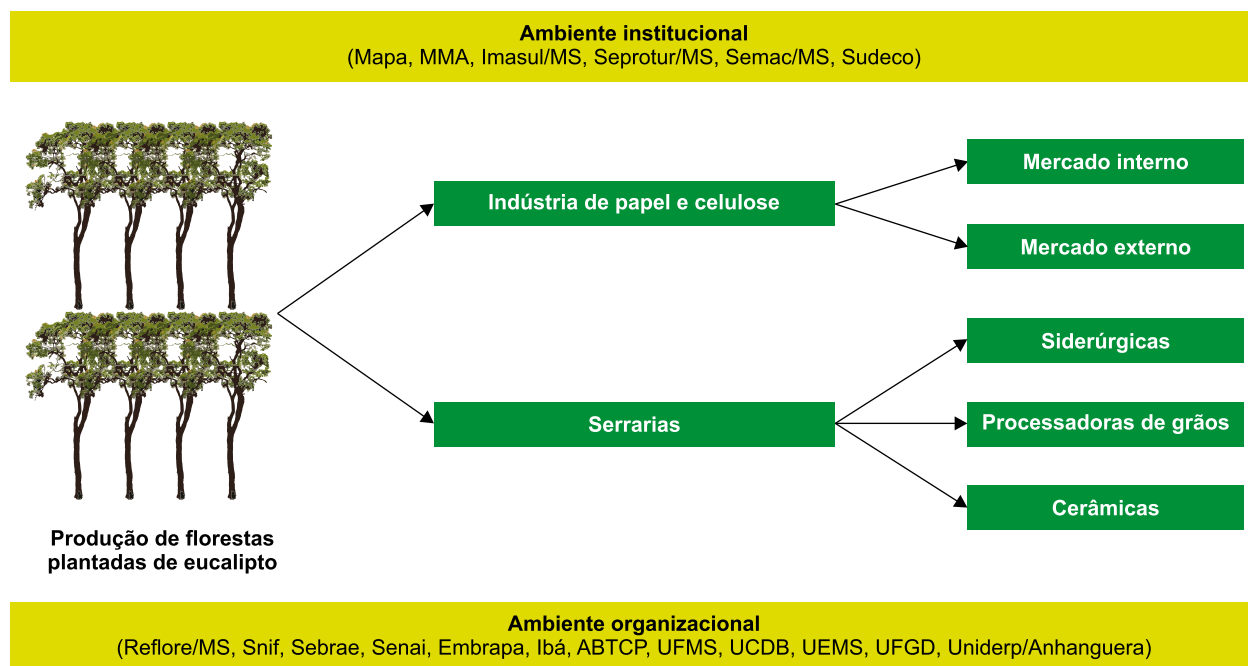 Ambiente institucional
(Mapa, MMA, Imasul/MS, Seprotur/MS, Semac/MS, Sudeco)
Mercado interno
Indústria de papel e celulose
Mercado externo
Siderúrgicas
Serrarias
Processadoras de grãos
Cerâmicas
Produção de florestas
plantadas de eucalipto
Ambiente organizacional
(Reflore/MS, Snif, Sebrae, Senai, Embrapa, Ibá, ABTCP, UFMS, UCDB, UEMS, UFGD, Uniderp/Anhanguera)